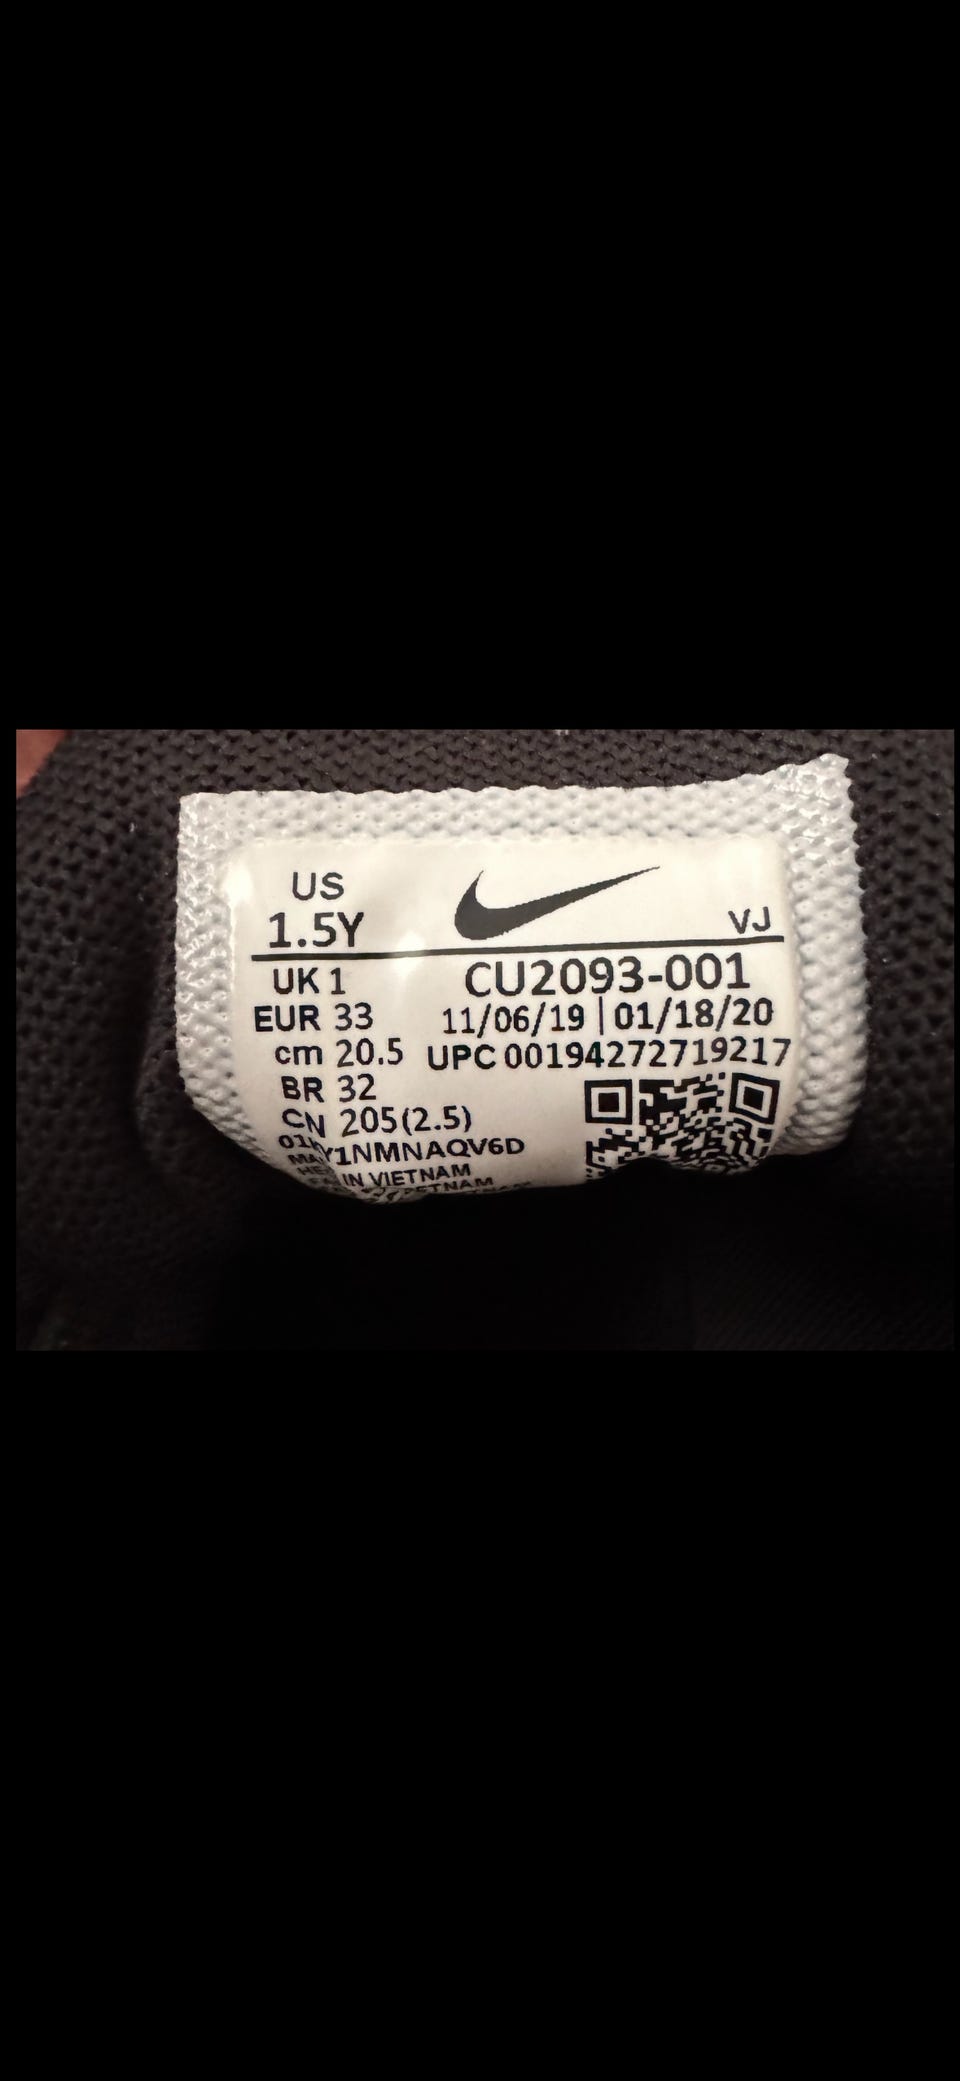 US
1.5Y
VJ
UK 1
CU2093-001
EUR 33
11/06/19 | 01/18/20
cm 20.5
UPC 00194272719217
BR 32
CN 205(2.5)
Y1NMNAQV6D
IN VIETNAM